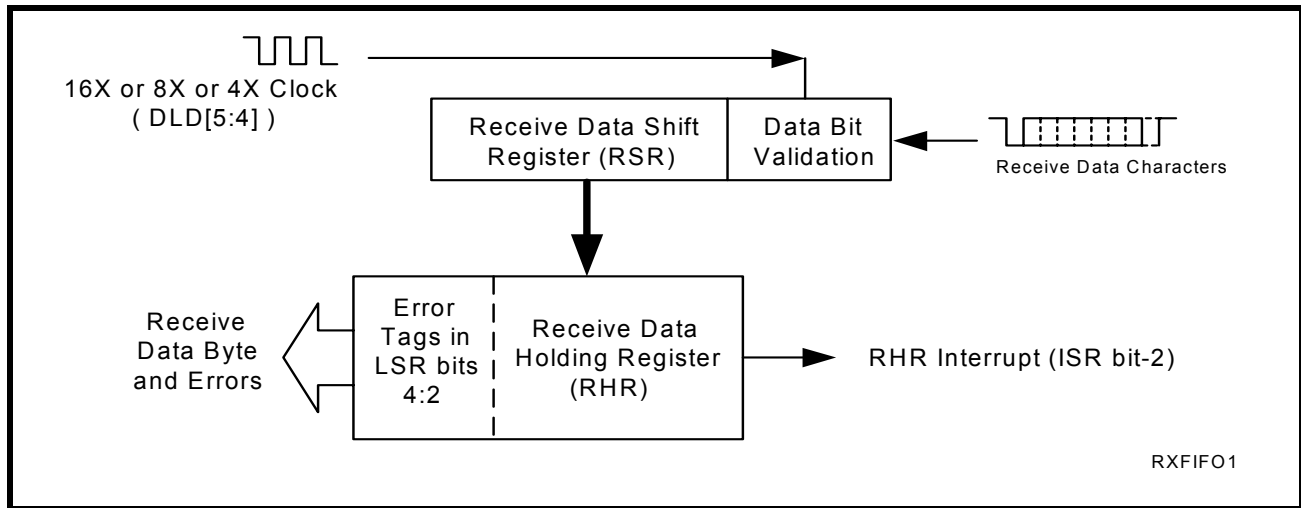 16X or 8X or 4X Clock
( DLD[5:4] )
Receive Data Shift
Register (RSR)
Data Bit
Validation
Receive Data Characters
Receive
Data Byte
and Errors
Error
Tags in
LSR bits
4:2
Receive Data
Holding Register
(RHR)
RHR Interrupt (ISR bit-2)
RXFIFO1